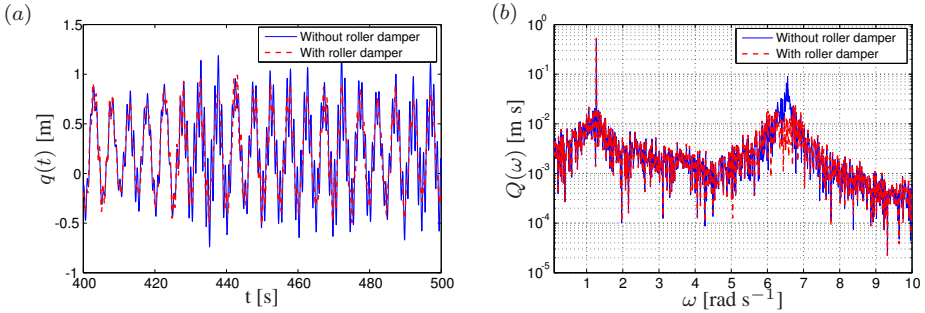 (a)
1.5
1
0.5
0
-0.5
-1
q(t) [m]
Without roller damper
With roller damper
400 420 440 460 480 500
t [s]
(b)
10^0
10^-1
10^-2
10^-3
10^-4
10^-5
Q(ω) [m s]
Without roller damper
With roller damper
1 2 3 4 5 6 7 8 9 10
ω [rad s^−1]